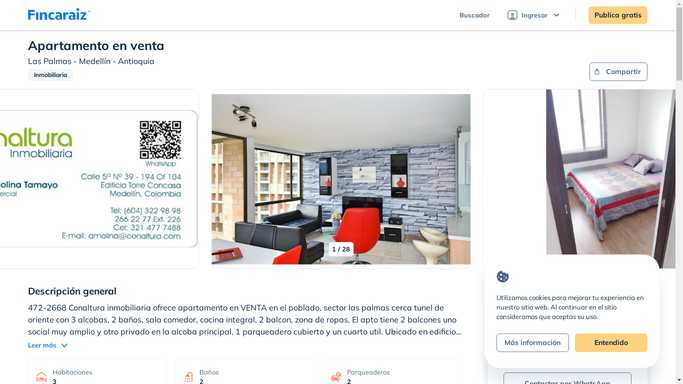 Fincaraiz
Buscador
Ingresar
Publica gratis
Apartamento en venta
Las Palmas - Medellín - Antioquia
Inmobiliaria
Compartir
Inmobiliaria
WhatsApp
Calle 5ª Nº 39 - 194 Of 104
Edificio Torre Concasa
Medellín, Colombia
Tamayo
Tel: (604) 322 98 98
266 22 77 Ext. 226
Cel: 321 477 7488
E-mail: amolina@conaltura.com
1 / 28
Descripción general
472-2668 Conaltura inmobiliaria ofrece apartamento en VENTA en el poblado, sector las palmas cerca tunel de
oriente con 3 alcobas, 2 baños, sala comedor, cocina integral, 2 balcon, zona de ropas. El apto tiene 2 balcones uno
social muy amplio y otro privado en la alcoba principal, 1 parqueadero cubierto y un cuarto util. Ubicado en edificio...
Leer más
Habitaciones
3
Baños
2
Parqueaderos
2
Utilizamos cookies para mejorar tu experiencia en
nuestro sitio web. Al continuar en el sitio
consideramos que aceptas su uso.
Más información
Entendido
Contactar por WhatsApp